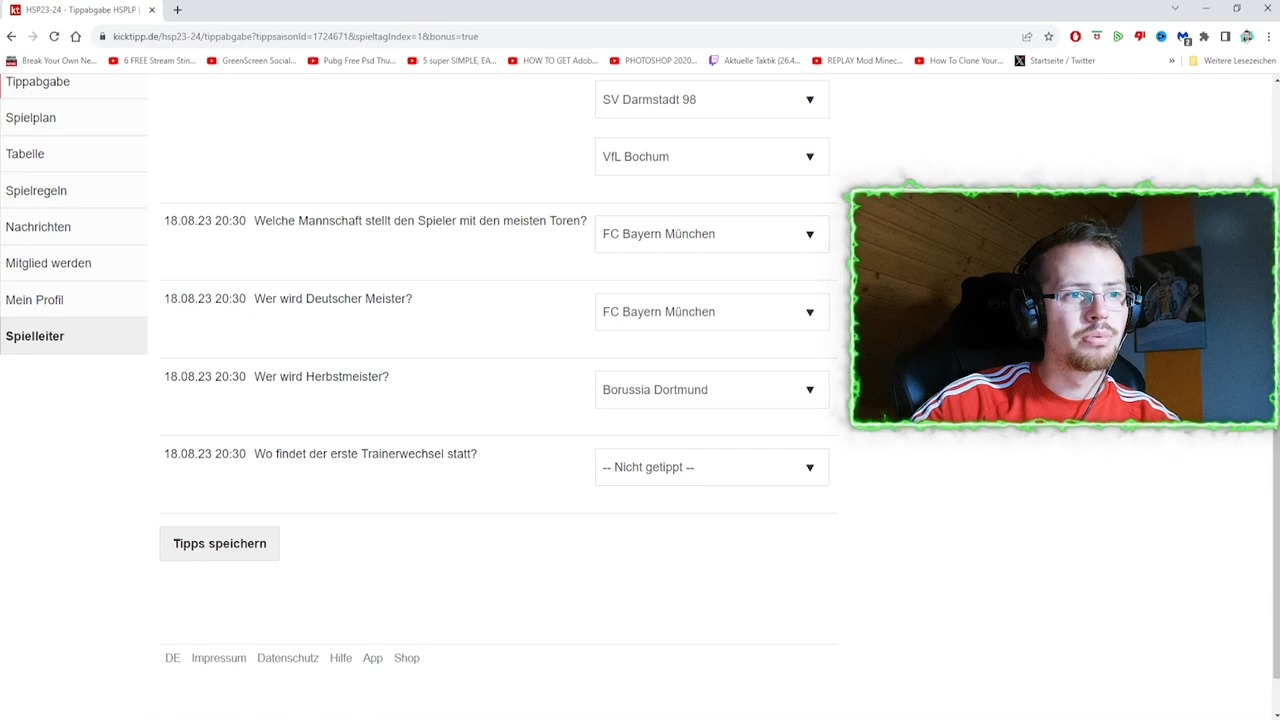 HSP23-24 - Tippabgabe HSPLP |
kicktipp.de/hsp23-24/tippabgabe?tippsaisonId=1724671&spieltagIndex=1&bonus=true
Break Your Own Ne...
6 FREE Stream Stin...
GreenScreen Social...
Pubg Free Psd Thu...
5 super SIMPLE, EA...
HOW TO GET Adob...
PHOTOSHOP 2020...
Aktuelle Taktik (26.4...
REPLAY Mod Minec...
How To Clone Your...
Startseite / Twitter
»
Weitere Lesezeichen
Tippabgabe
Spielplan
Tabelle
Spielregeln
Nachrichten
Mitglied werden
Mein Profil
Spielleiter
SV Darmstadt 98
VfL Bochum
18.08.23 20:30 Welche Mannschaft stellt den Spieler mit den meisten Toren? FC Bayern München
18.08.23 20:30 Wer wird Deutscher Meister? FC Bayern München
18.08.23 20:30 Wer wird Herbstmeister? Borussia Dortmund
18.08.23 20:30 Wo findet der erste Trainerwechsel statt? -- Nicht getippt --
Tipps speichern
DE Impressum Datenschutz Hilfe App Shop